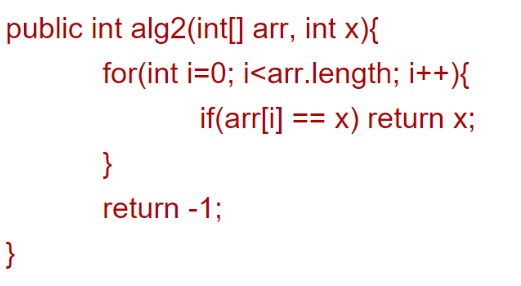 public int alg2(int[] arr, int x){
for(int i=0; i<arr.length; i++){
if(arr[i] == x) return x;
}
return -1;
}